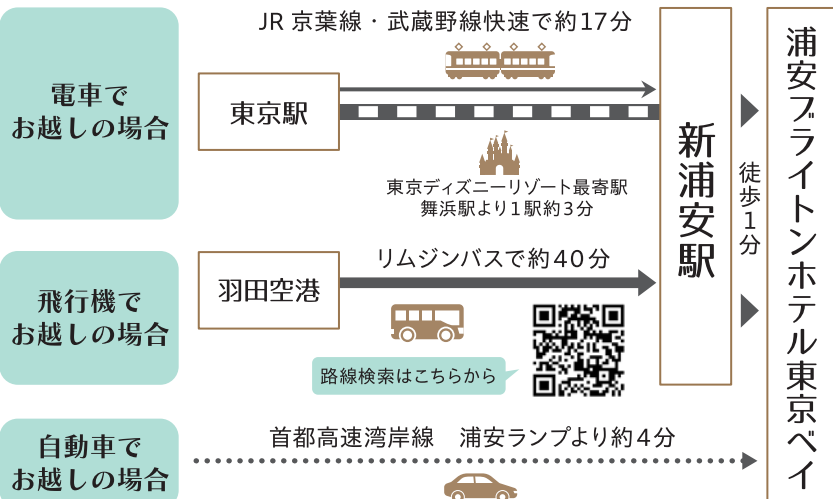 電車で
お越しの場合
JR 京葉線・武蔵野線快速で約17分
東京駅
東京ディズニーリゾート最寄駅
舞浜駅より1駅約3分
飛行機で
お越しの場合
羽田空港
リムジンバスで約40分
路線検索はこちらから
新浦安駅
徒歩1分
浦安ブライトンホテル東京ベイ
自動車で
お越しの場合
首都高速湾岸線 浦安ランプより約4分